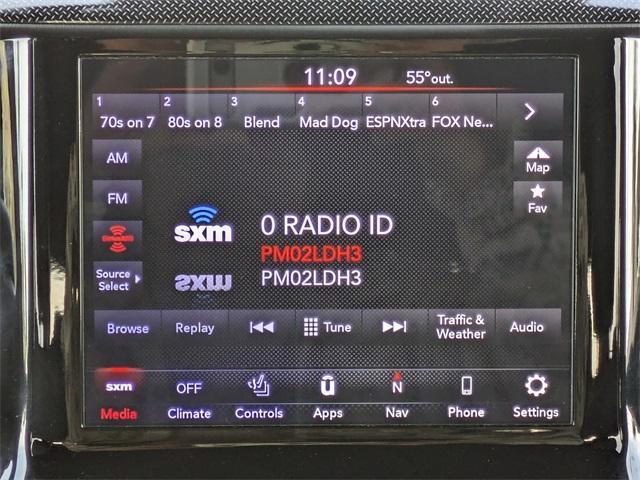 11:09 55°out.
1 2 3 4 5 6
70s on 7 80s on 8 Blend Mad Dog ESPNXtra FOX Ne...
AM
Map
FM
Fav
SiriusXM
sxm 0 RADIO ID
PM02LDH3
Source
Select
PM02LDH3
Browse Replay Tune Traffic &
Weather Audio
sxm OFF ū N
Media Climate Controls Apps Nav Phone Settings